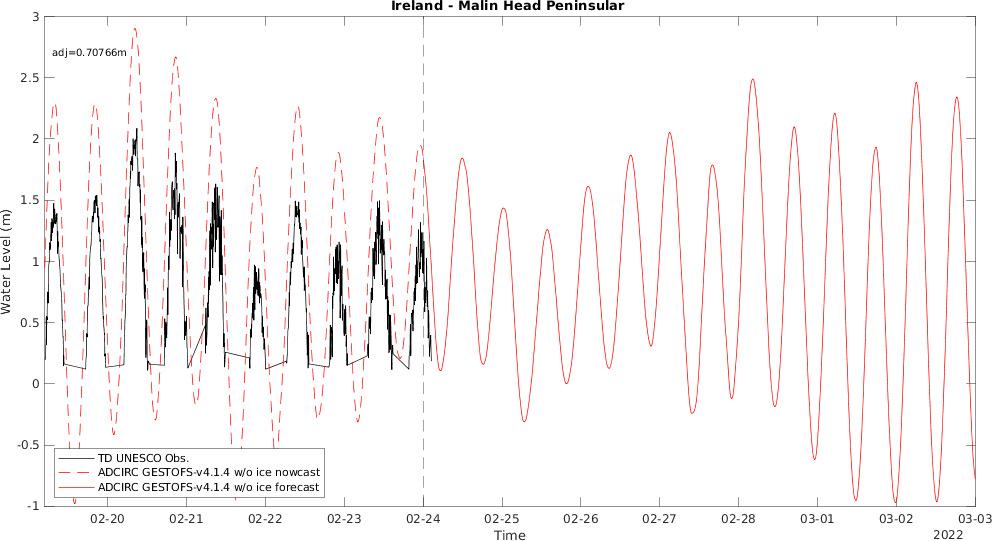 Ireland - Malin Head Peninsular
adj=0.70766m
3
2.5
2
1.5
1
0.5
0
-0.5
-1
Water Level (m)
TD UNESCO Obs.
ADCIRC GESTOFS-v4.1.4 w/o ice nowcast
ADCIRC GESTOFS-v4.1.4 w/o ice forecast
02-20 02-21 02-22 02-23 02-24 02-25 02-26 02-27 02-28 03-01 03-02 03-03
Time
2022